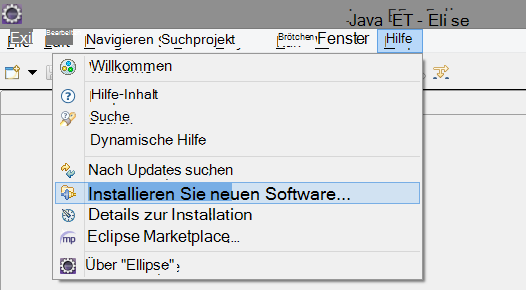 Java ET - Eli se
Exi Bearbeit Navigieren Suchprojekt Brötchen Fenster Hilfe
Willkommen
Hilfe-Inhalt
Suche
Dynamische Hilfe
Nach Updates suchen
Installieren Sie neuen Software...
Details zur Installation
Eclipse Marketplace...
Über "Ellipse"